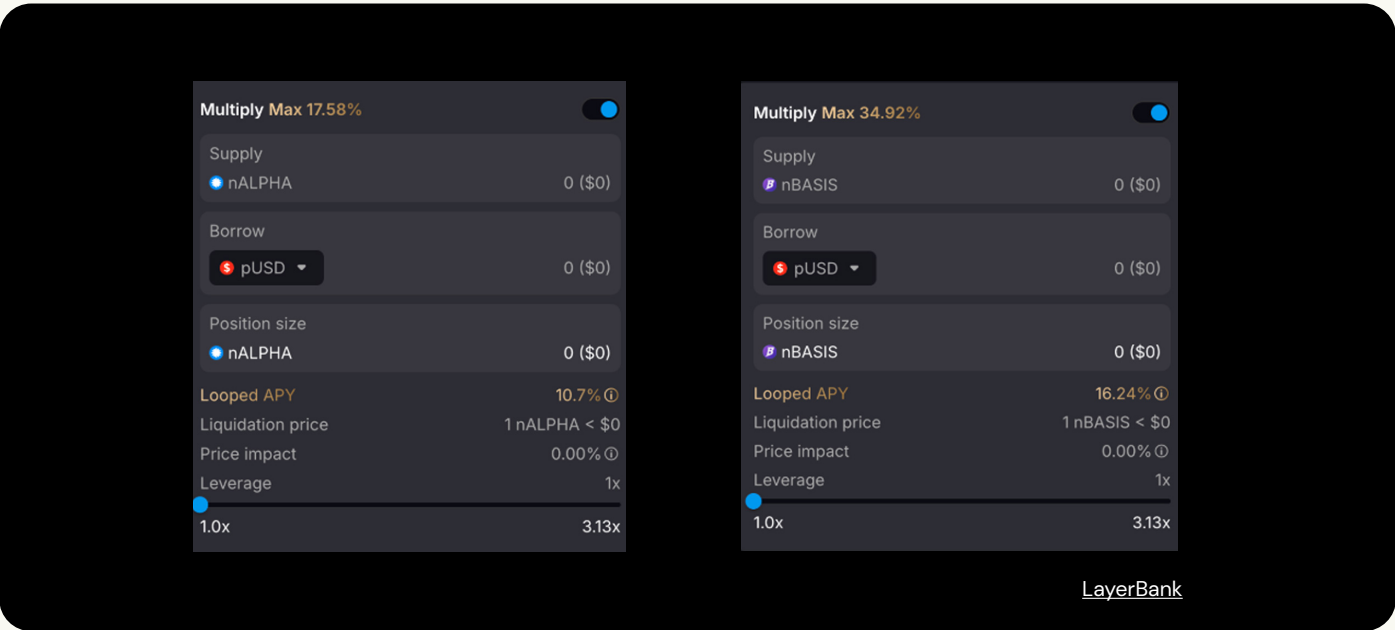 Multiply Max 17.58%
Supply
nALPHA 0 ($0)
Borrow
pUSD 0 ($0)
Position size
nALPHA 0 ($0)
Looped APY 10.7%
Liquidation price 1 nALPHA < $0
Price impact 0.00%
Leverage 1x
1.0x 3.13x
Multiply Max 34.92%
Supply
nBASIS 0 ($0)
Borrow
pUSD 0 ($0)
Position size
nBASIS 0 ($0)
Looped APY 16.24%
Liquidation price 1 nBASIS < $0
Price impact 0.00%
Leverage 1x
1.0x 3.13x
LayerBank